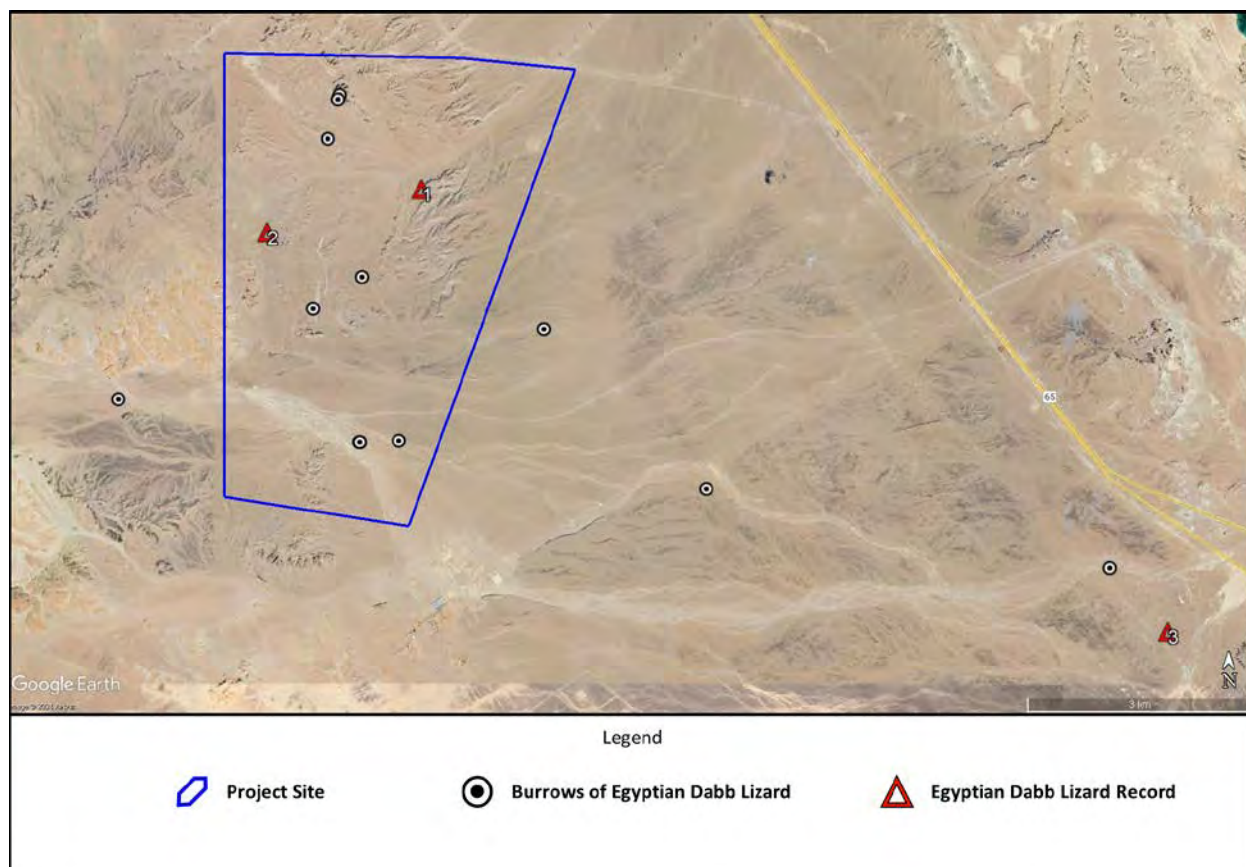 1
2
65
3
N
Google Earth
3 km
Legend
Project Site
Burrows of Egyptian Dabb Lizard
Egyptian Dabb Lizard Record